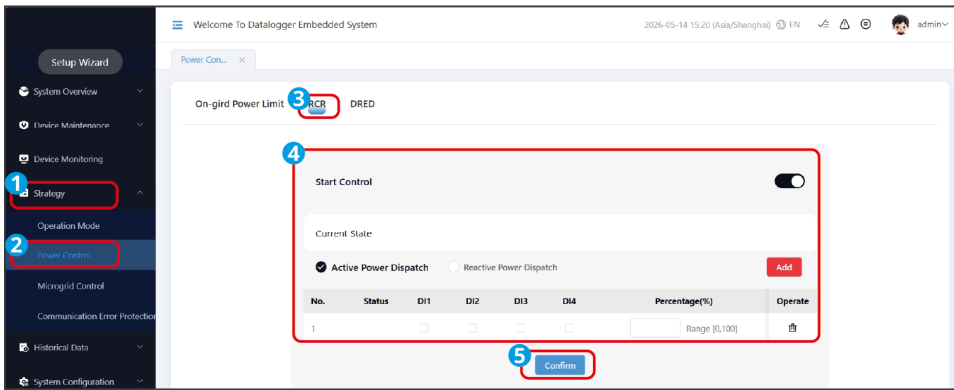 Welcome To Datalogger Embedded System
2026-05-14 15:20 (Asia/Shanghai) EN admin
Setup Wizard
Power Con...
System Overview
On-gird Power Limit RCR DRED
3
Device Maintenance
4
Device Monitoring
Start Control
1
Strategy
Operation Mode
Current State
2
Power Control
Active Power Dispatch Reactive Power Dispatch Add
Microgrid Control
No. Status DI1 DI2 DI3 DI4 Percentage(%) Operate
Communication Error Protection
1 Range [0,100]
Historical Data
5
Confirm
System Configuration